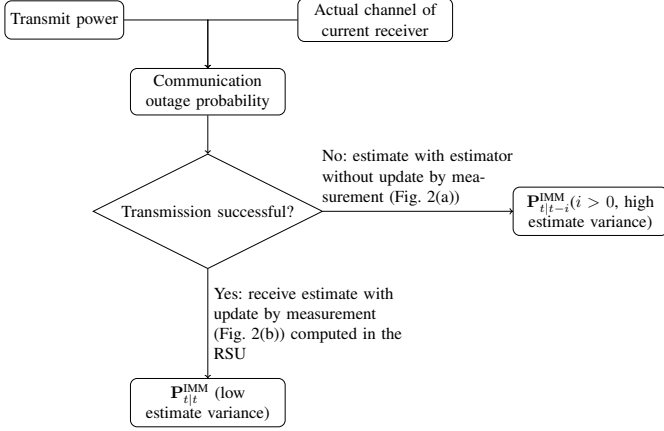 Transmit power
Actual channel of
current receiver
Communication
outage probability
Transmission successful?
No: estimate with estimator
without update by mea-
surement (Fig. 2(a))
P^{IMM}_{t|t-i}(i > 0, high
estimate variance)
Yes: receive estimate with
update by measurement
(Fig. 2(b)) computed in the
RSU
P^{IMM}_{t|t} (low
estimate variance)